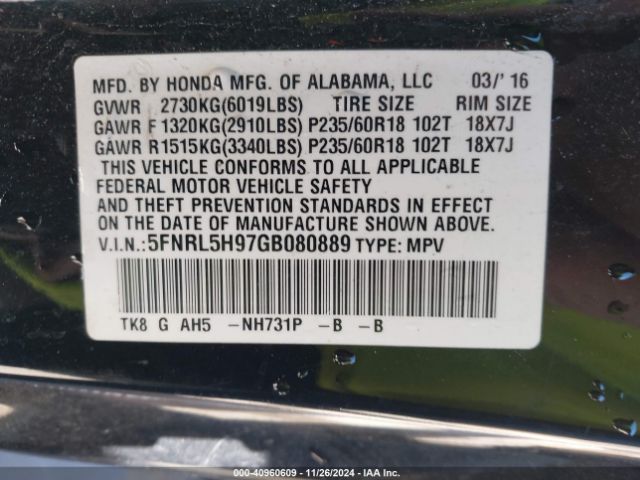 MFD. BY HONDA MFG. OF ALABAMA, LLC 03/' 16
GVWR 2730KG(6019LBS) TIRE SIZE RIM SIZE
GAWR F 1320KG(2910LBS) P235/60R18 102T 18X7J
GAWR R1515KG(3340LBS) P235/60R18 102T 18X7J
THIS VEHICLE CONFORMS TO ALL APPLICABLE
FEDERAL MOTOR VEHICLE SAFETY
AND THEFT PREVENTION STANDARDS IN EFFECT
ON THE DATE OF MANUFACTURE SHOWN ABOVE.
V.I.N.:5FNRL5H97GB080889 TYPE: MPV
TK8 G AH5 -NH731P -B -B
000-40960609 - 11/26/2024 - IAA Inc.